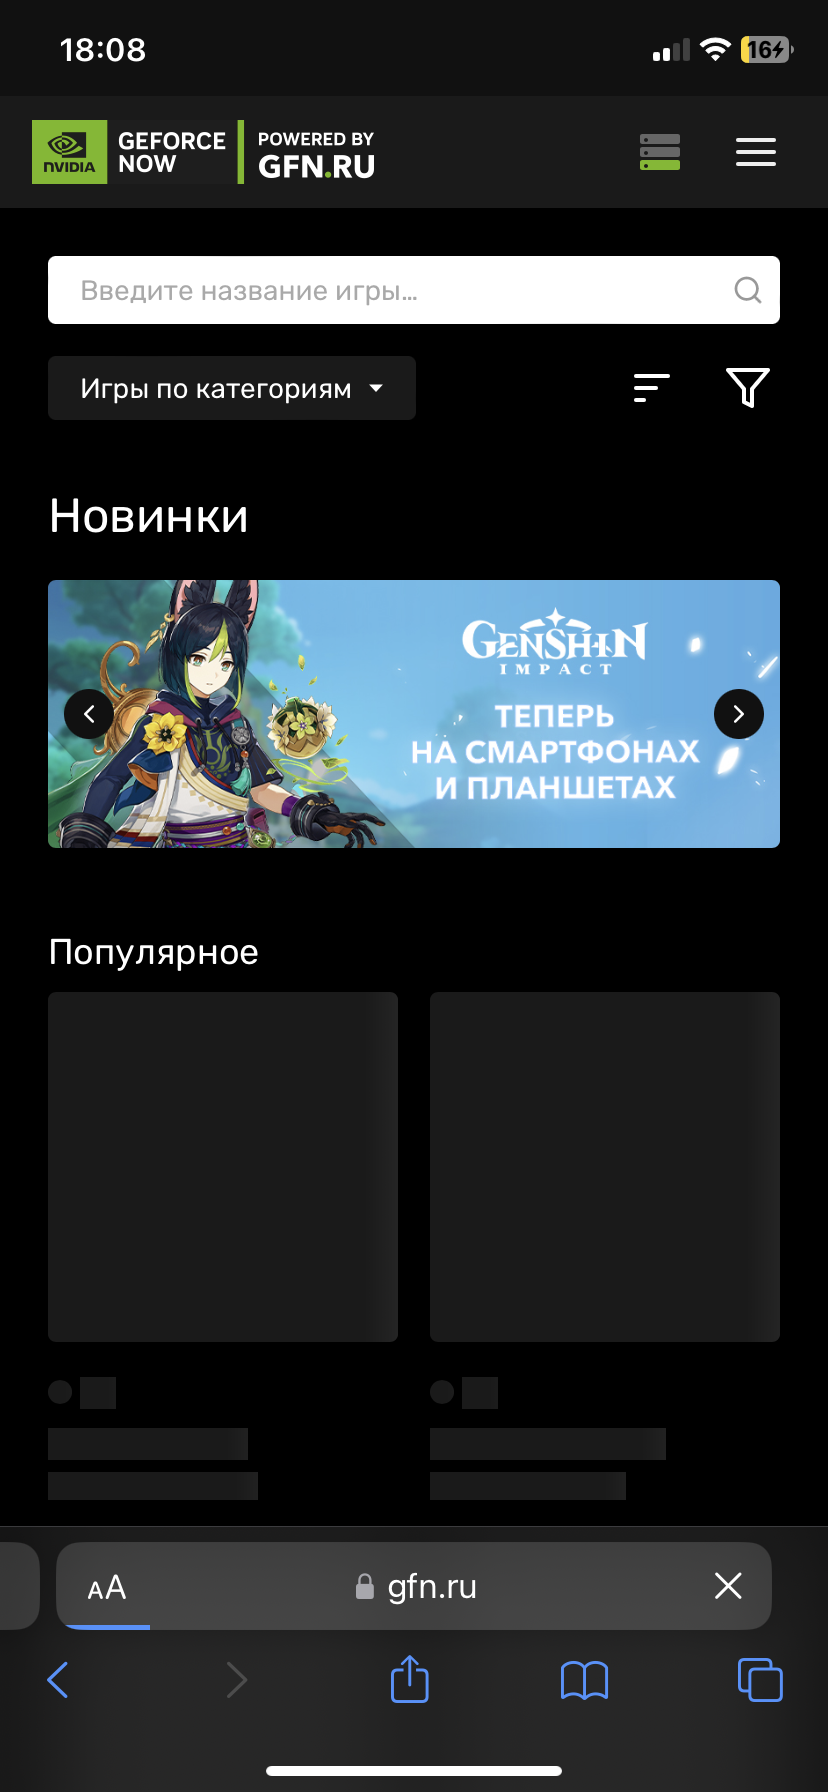 18:08
16
NVIDIA
GEFORCE
NOW
POWERED BY
GFN.RU
Введите название игры...
Игры по категориям
Новинки
GENSHIN
IMPACT
ТЕПЕРЬ
НА СМАРТФОНАХ
И ПЛАНШЕТАХ
Популярное
AA
gfn.ru